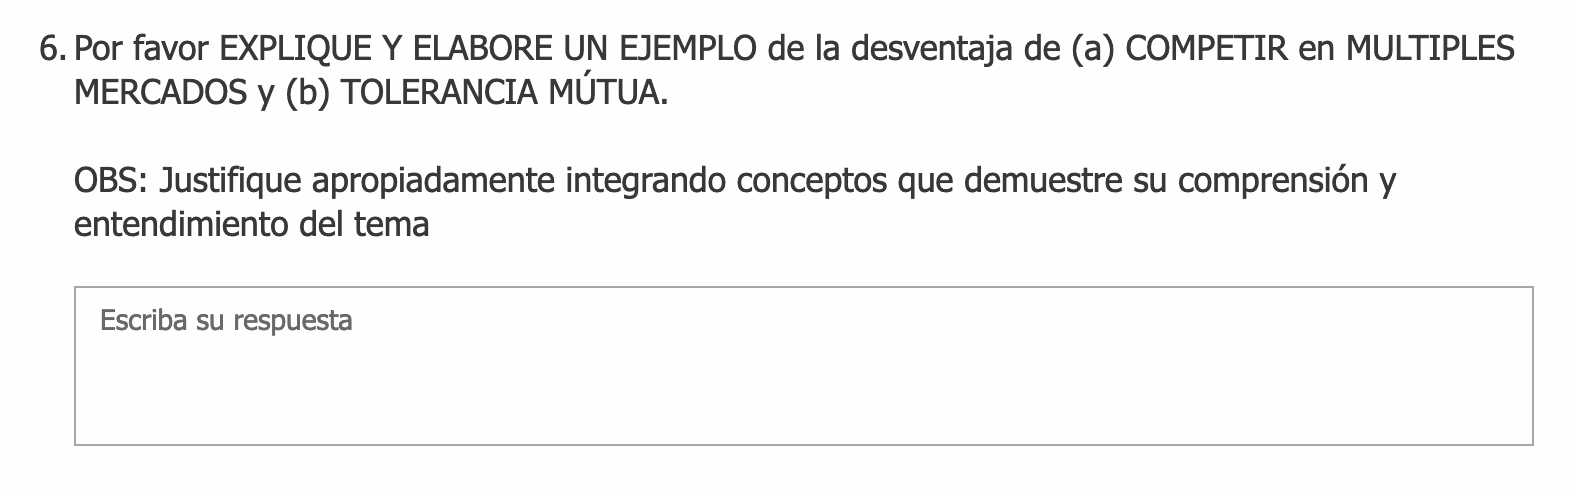 6. Por favor EXPLIQUE Y ELABORE UN EJEMPLO de la desventaja de (a) COMPETIR en MULTIPLES
MERCADOS y (b) TOLERANCIA MÚTUA.
OBS: Justifique apropiadamente integrando conceptos que demuestre su comprensión y
entendimiento del tema
Escriba su respuesta